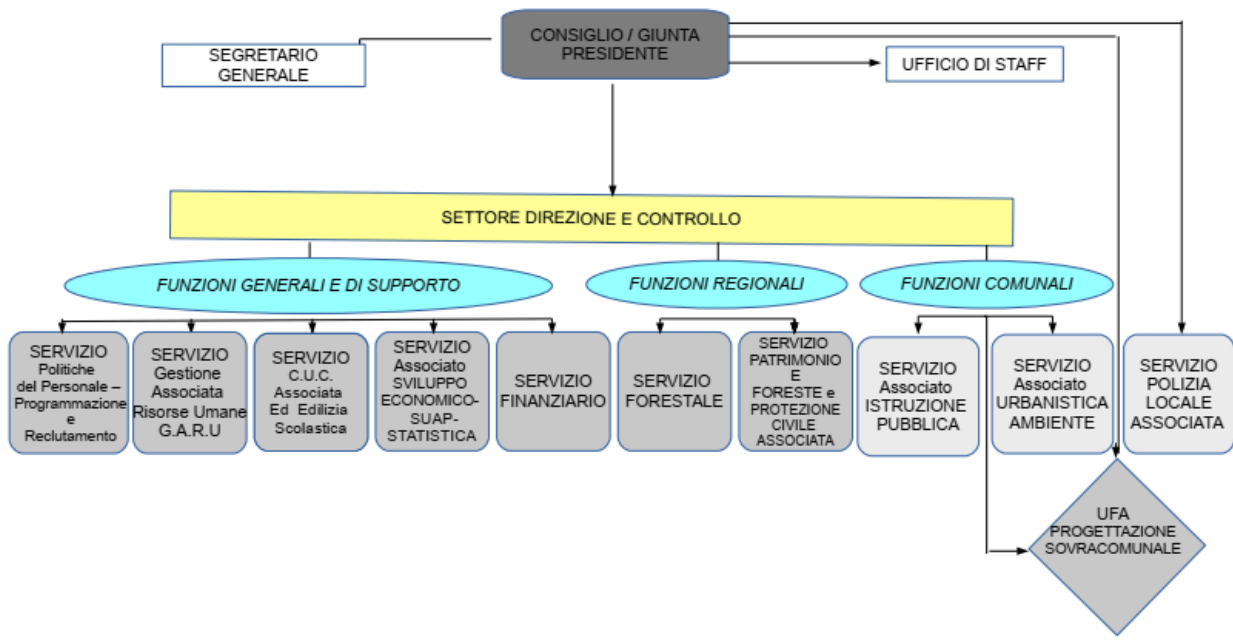 CONSIGLIO / GIUNTA
PRESIDENTE
SEGRETARIO
GENERALE
UFFICIO DI STAFF
SETTORE DIREZIONE E CONTROLLO
FUNZIONI GENERALI E DI SUPPORTO
FUNZIONI REGIONALI
FUNZIONI COMUNALI
SERVIZIO
Politiche
del Personale –
Programmazione
e
Reclutamento
SERVIZIO
Gestione
Associata
Risorse Umane
G.A.R.U
SERVIZIO
C.U.C.
Associata
Ed Edilizia
Scolastica
SERVIZIO
Associato
SVILUPPO
ECONOMICO-
SUAP-
STATISTICA
SERVIZIO
FINANZIARIO
SERVIZIO
FORESTALE
SERVIZIO
PATRIMONIO
E
FORESTE e
PROTEZIONE
CIVILE
ASSOCIATA
SERVIZIO
Associato
ISTRUZIONE
PUBBLICA
SERVIZIO
Associato
URBANISTICA
AMBIENTE
SERVIZIO
POLIZIA
LOCALE
ASSOCIATA
UFA
PROGETTAZIONE
SOVRACOMUNALE